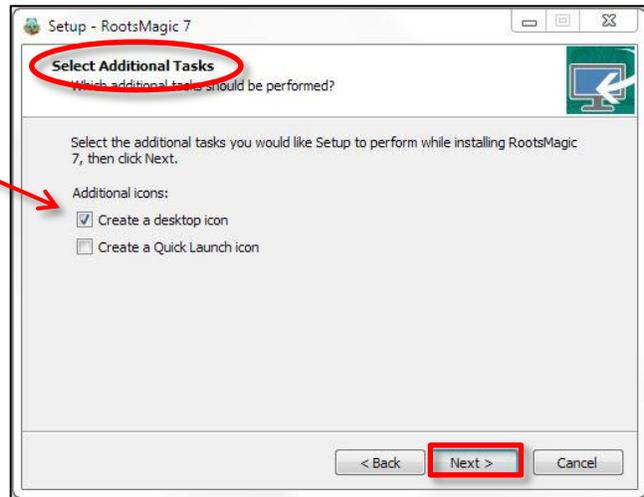 Setup - RootsMagic 7
Select Additional Tasks
Which additional tasks should be performed?
Select the additional tasks you would like Setup to perform while installing RootsMagic
7, then click Next.
Additional icons:
Create a desktop icon
Create a Quick Launch icon
< Back Next > Cancel